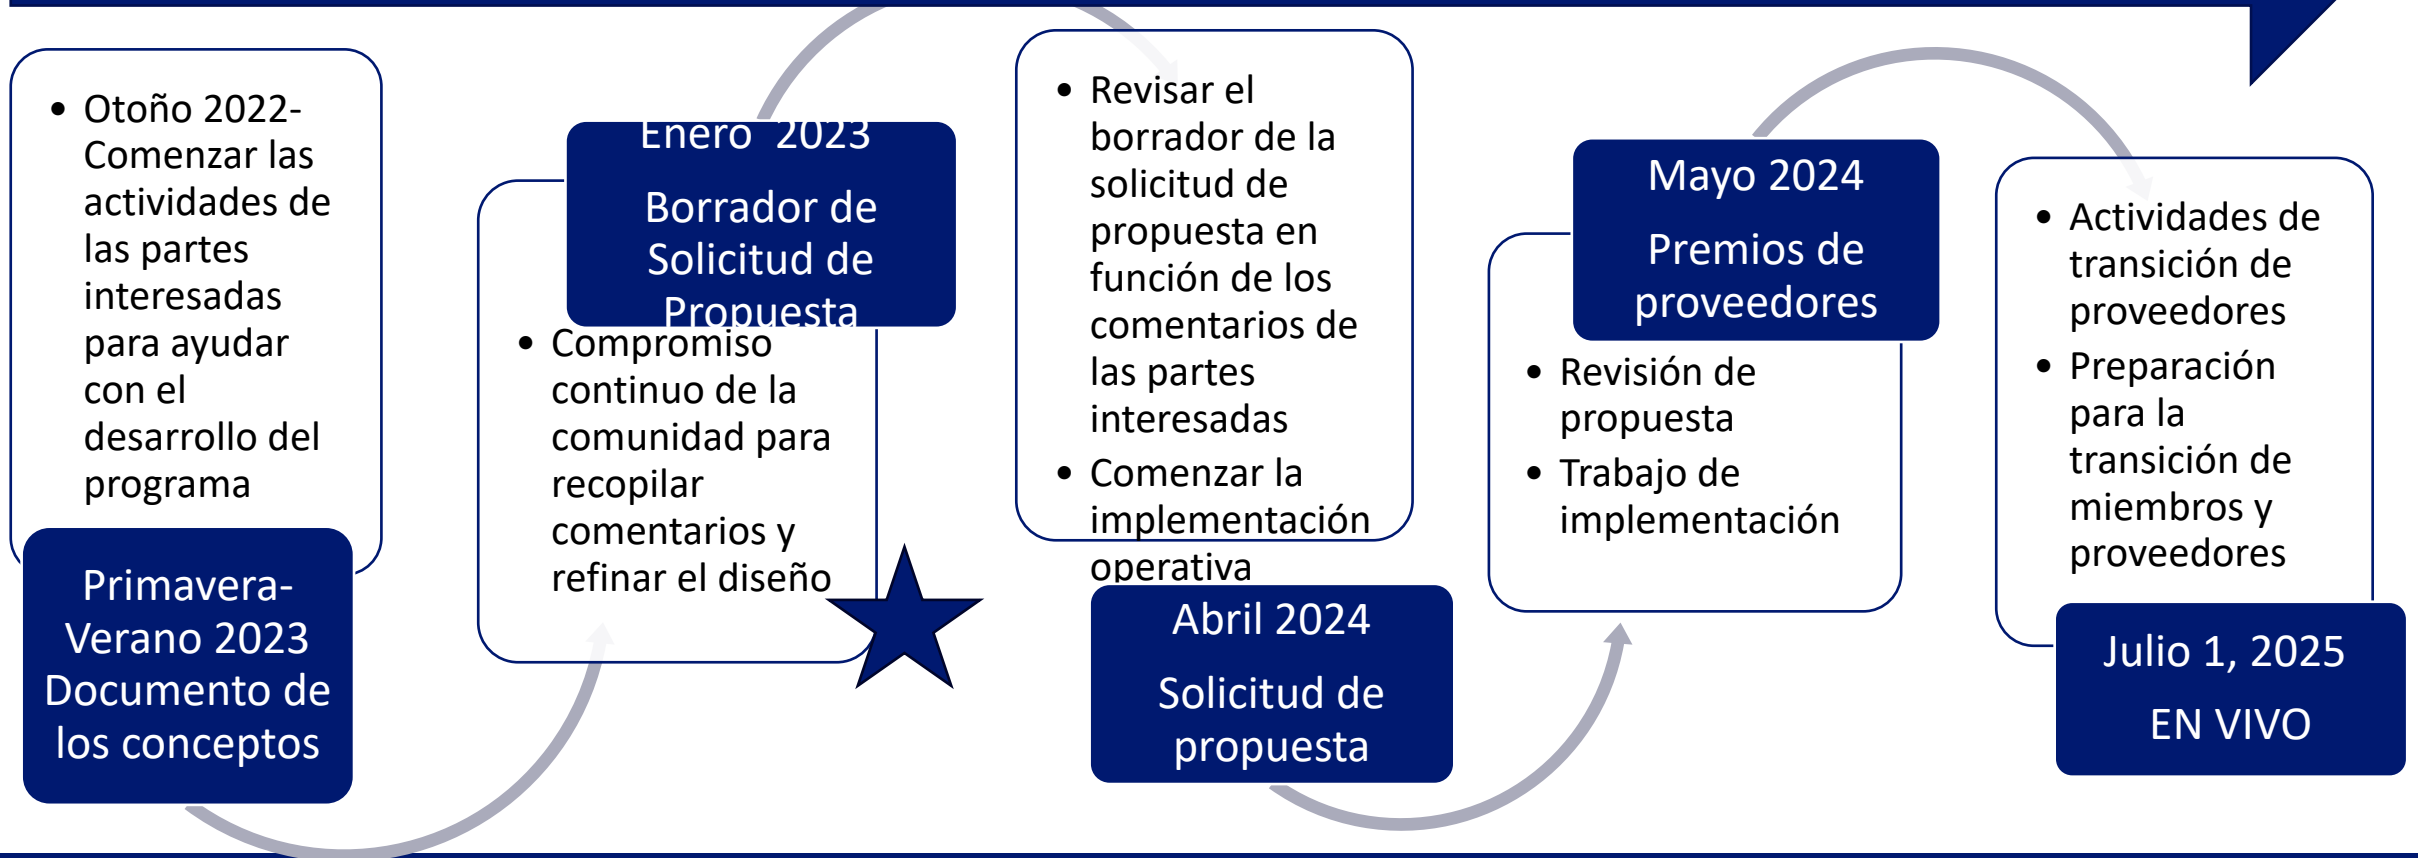 • Otoño 2022-
Comenzar las
actividades de
las partes
interesadas
para ayudar
con el
desarrollo del
programa
Primavera-
Verano 2023
Documento de
los conceptos
Enero  2023
Borrador de
Solicitud de
Propuesta
• Compromiso
continuo de la
comunidad para
recopilar
comentarios y
refinar el diseño
• Revisar el
borrador de la
solicitud de
propuesta en
función de los
comentarios de
las partes
interesadas
• Comenzar la
implementación
operativa
Abril 2024
Solicitud de
propuesta
Mayo 2024
Premios de
proveedores
• Revisión de
propuesta
• Trabajo de
implementación
• Actividades de
transición de
proveedores
• Preparación
para la
transición de
miembros y
proveedores
Julio 1, 2025
EN VIVO